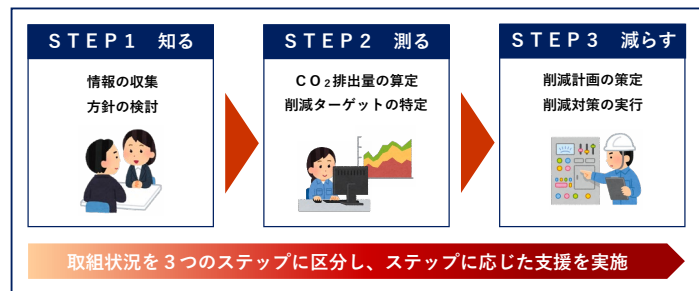 STEP1 知る
情報の収集
方針の検討
STEP2 測る
CO₂排出量の算定
削減ターゲットの特定
STEP3 減らす
削減計画の策定
削減対策の実行
取組状況を3つのステップに区分し、ステップに応じた支援を実施